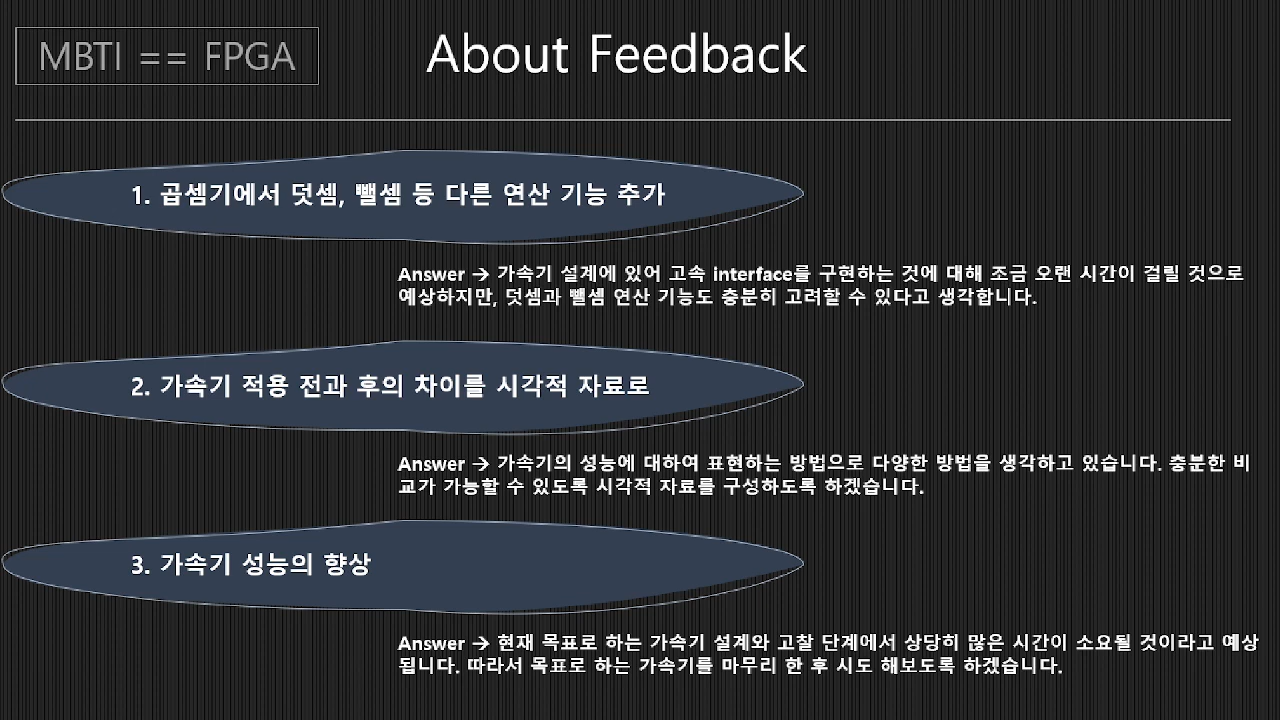 MBTI == FPGA
About Feedback
1. 곱셈기에서 덧셈, 뺄셈 등 다른 연산 기능 추가
Answer → 가속기 설계에 있어 고속 interface를 구현하는 것에 대해 조금 오랜 시간이 걸릴 것으로
예상하지만, 덧셈과 뺄셈 연산 기능도 충분히 고려할 수 있다고 생각합니다.
2. 가속기 적용 전과 후의 차이를 시각적 자료로
Answer → 가속기의 성능에 대하여 표현하는 방법으로 다양한 방법을 생각하고 있습니다. 충분한 비
교가 가능할 수 있도록 시각적 자료를 구성하도록 하겠습니다.
3. 가속기 성능의 향상
Answer → 현재 목표로 하는 가속기 설계와 고찰 단계에서 상당히 많은 시간이 소요될 것이라고 예상
됩니다. 따라서 목표로 하는 가속기를 마무리 한 후 시도 해보도록 하겠습니다.